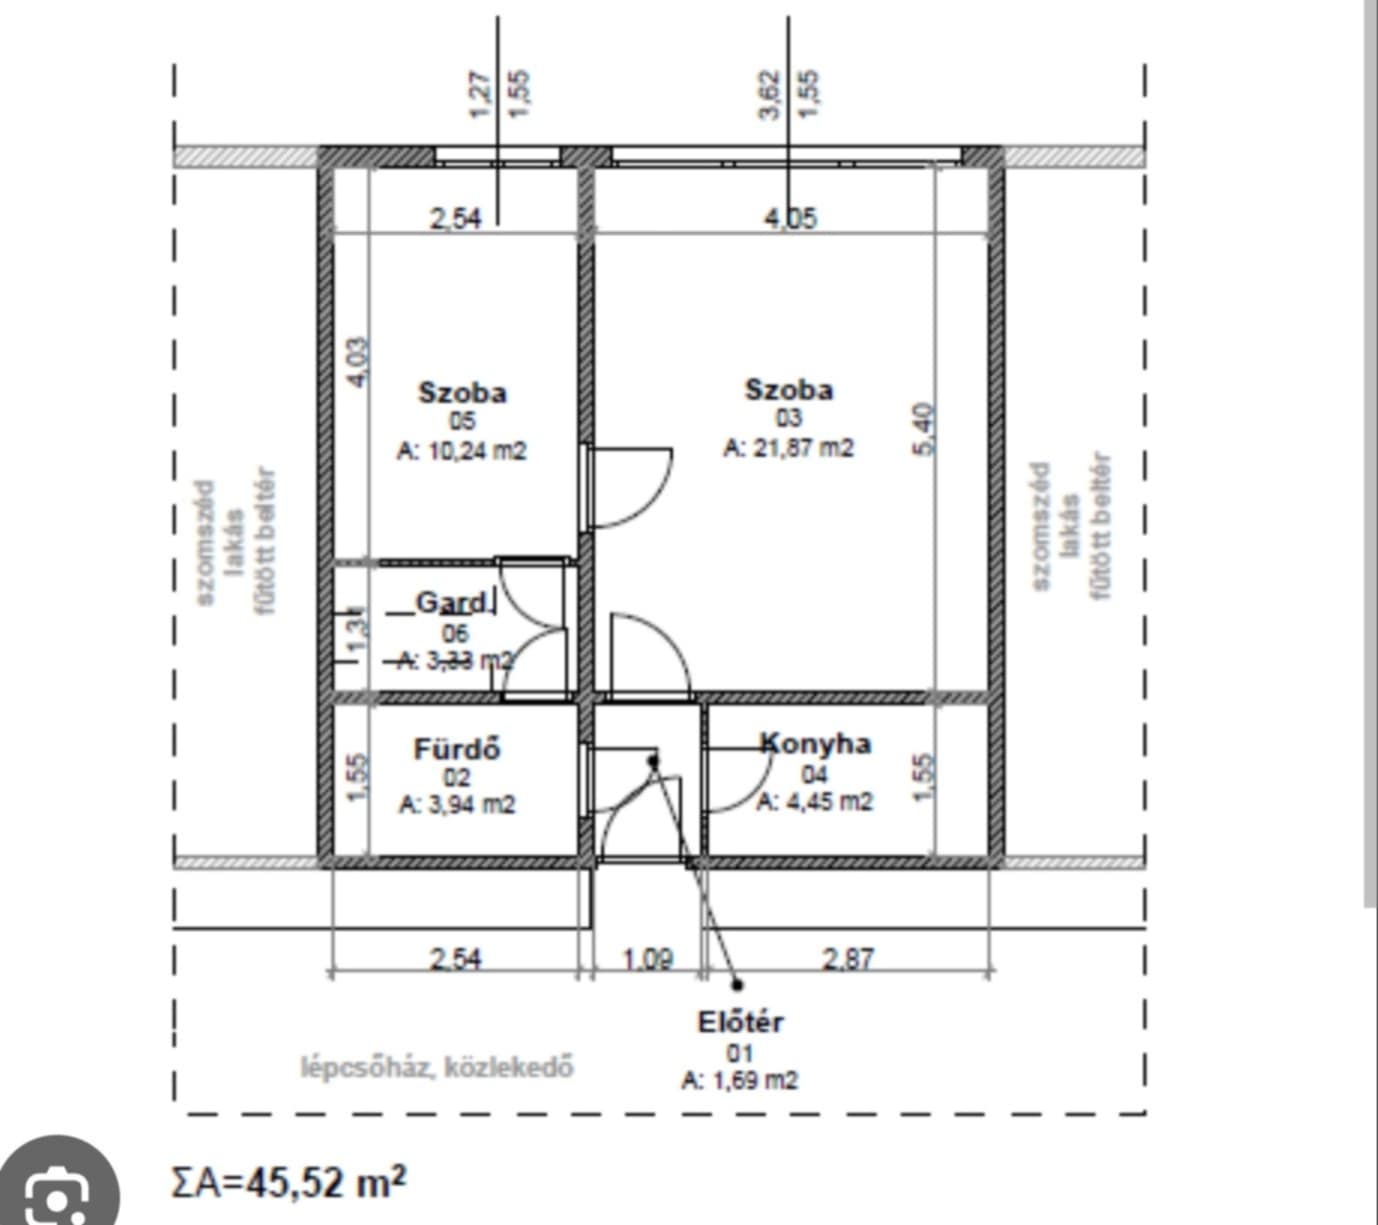 1,27
1,55
3,62
1,55
2,54
4,05
4,03
Szoba
05
A: 10,24 m2
Szoba
03
A: 21,87 m2
5,40
szomszéd
lakás
fűtött beltér
szomszéd
lakás
fűtött beltér
Gard.
06
A: 3,33 m2
1,31
Fürdő
02
A: 3,94 m2
1,55
Konyha
04
A: 4,45 m2
1,55
2,54
1,09
2,87
Előtér
01
A: 1,69 m2
lépcsőház, közlekedő
ΣA=45,52 m²